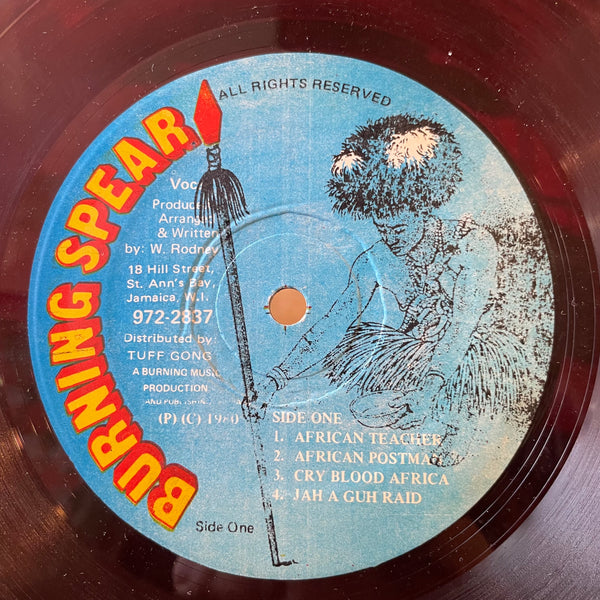 BURNING SPEAR
ALL RIGHTS RESERVED
Produ
Arrang
& Written
by: W. Rodney
18 Hill Street,
St. Ann's Bay,
Jamaica, W.I.
972-2837
Distributed by:
TUFF GONG
A BURNING MUSIC
PRODUCTION
(P) (C) 1980
SIDE ONE
1. AFRICAN TEACHER
2. AFRICAN POSTMA
3. CRY BLOOD AFRICA
4. JAH A GUH RAID
Side One